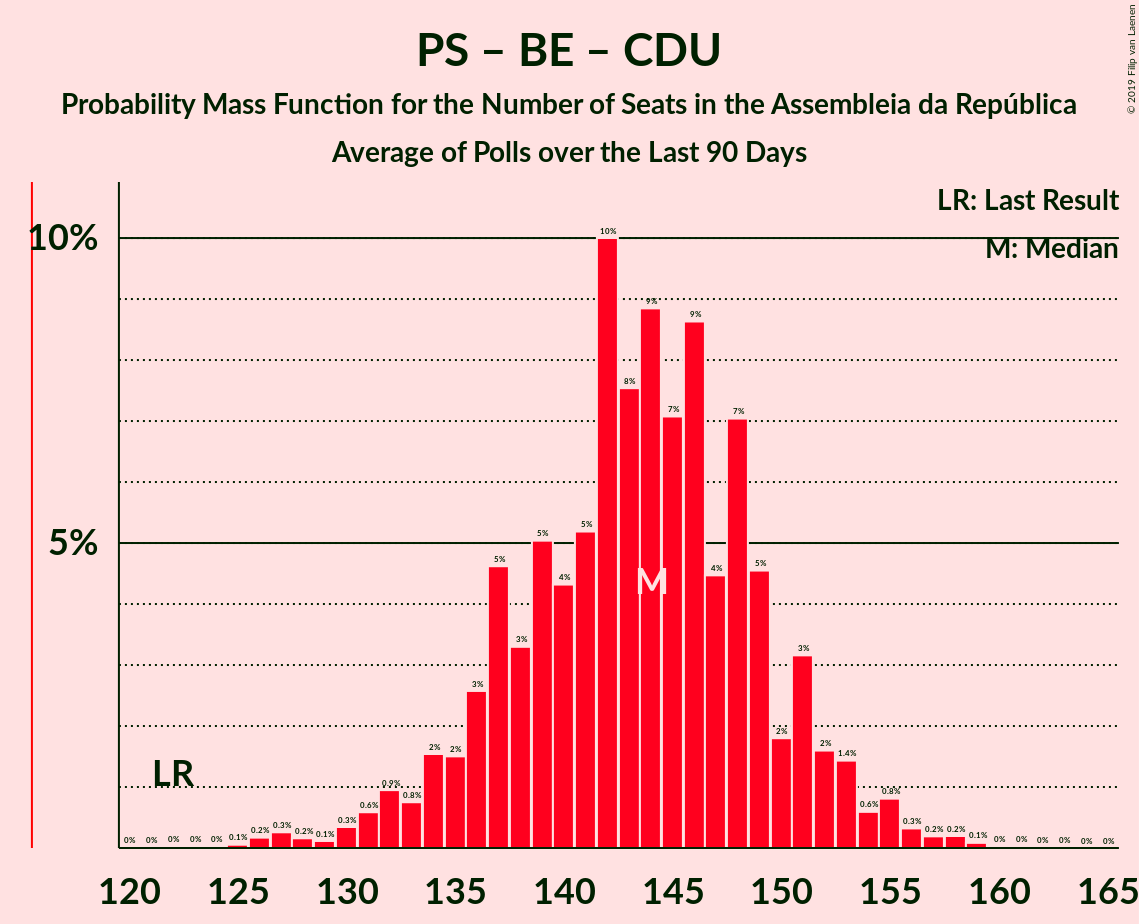 PS – BE – CDU
Probability Mass Function for the Number of Seats in the Assembleia da República
Average of Polls over the Last 90 Days
© 2019 Filip van Laenen
LR: Last Result
M: Median
10%
5%
LR
M
0% 0% 0% 0% 0% 0.1% 0.2% 0.3% 0.2% 0.1% 0.3% 0.6% 0.9% 0.8% 2% 2% 3% 5% 3% 5% 4% 5% 10% 8% 9% 7% 9% 4% 7% 5% 2% 3% 2% 1.4% 0.6% 0.8% 0.3% 0.2% 0.2% 0.1% 0% 0% 0% 0% 0% 0%
120 125 130 135 140 145 150 155 160 165